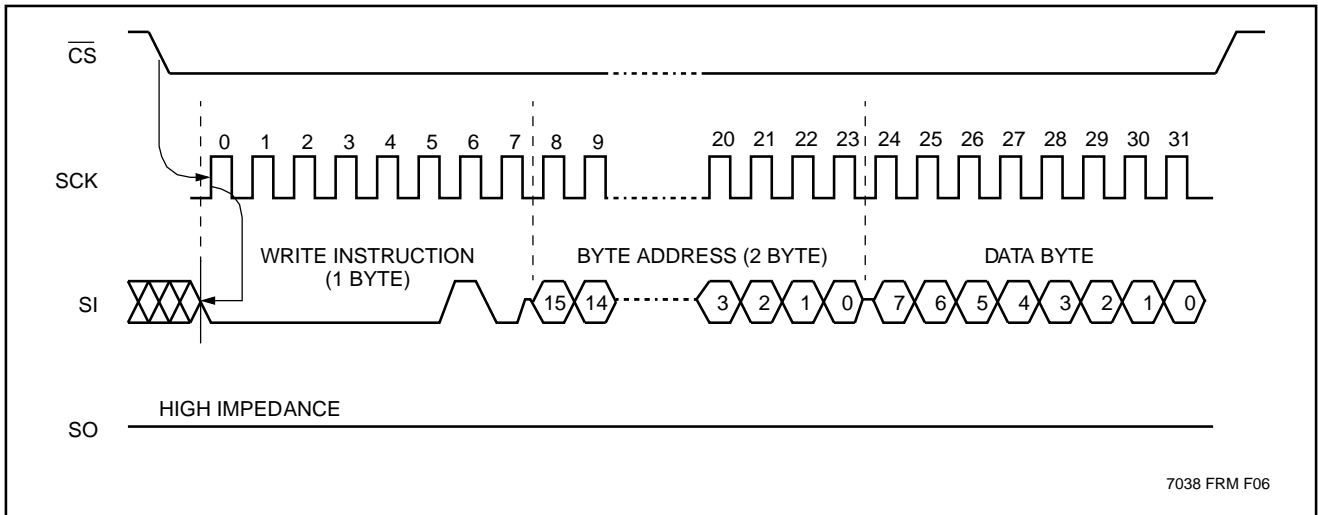 CS
0 1 2 3 4 5 6 7 8 9 20 21 22 23 24 25 26 27 28 29 30 31
SCK
WRITE INSTRUCTION
(1 BYTE)
BYTE ADDRESS (2 BYTE)
DATA BYTE
SI
15 14 3 2 1 0 7 6 5 4 3 2 1 0
HIGH IMPEDANCE
SO
7038 FRM F06